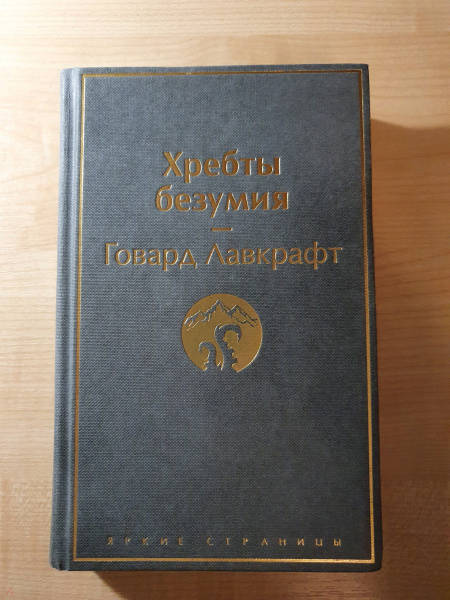 Хребты
безумия
—
Говард Лавкрафт
ЯРКИЕ СТРАНИЦЫ